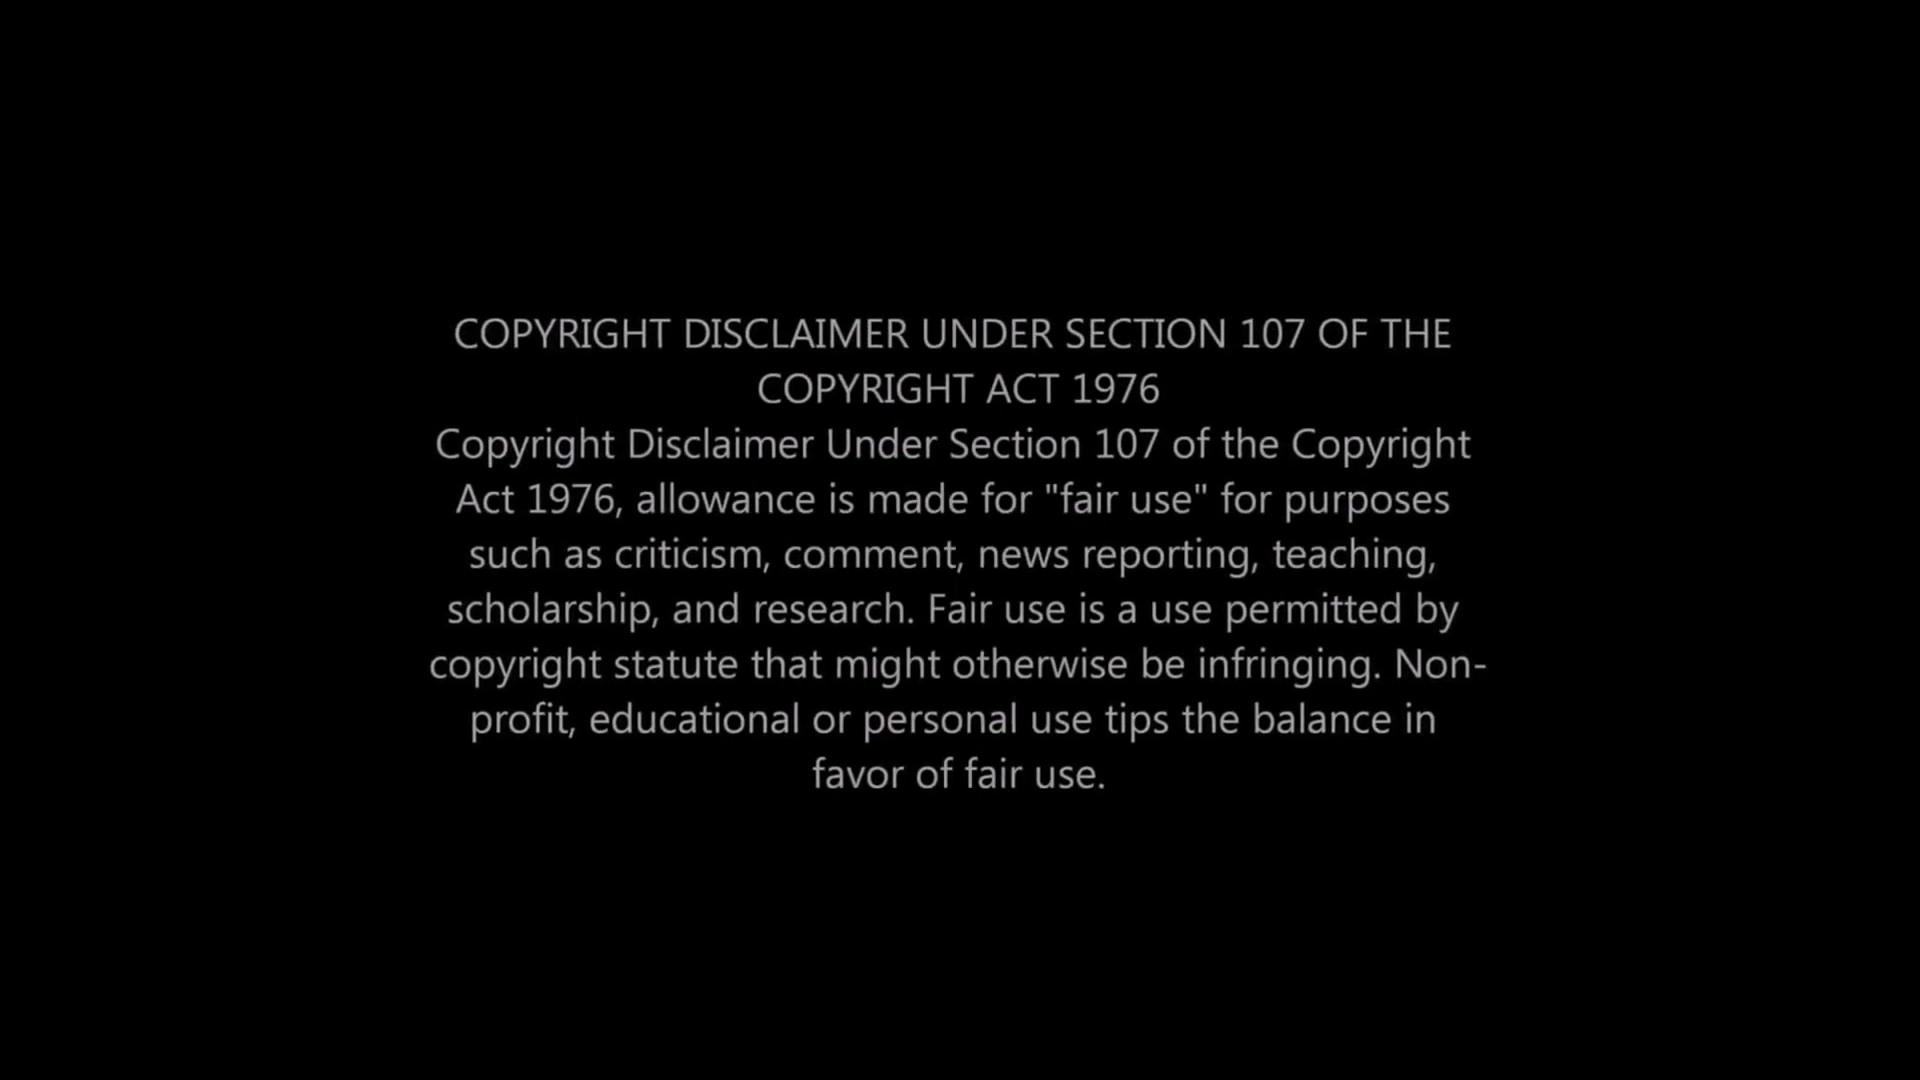 COPYRIGHT DISCLAIMER UNDER SECTION 107 OF THE
COPYRIGHT ACT 1976
Copyright Disclaimer Under Section 107 of the Copyright
Act 1976, allowance is made for "fair use" for purposes
such as criticism, comment, news reporting, teaching,
scholarship, and research. Fair use is a use permitted by
copyright statute that might otherwise be infringing. Non-
profit, educational or personal use tips the balance in
favor of fair use.